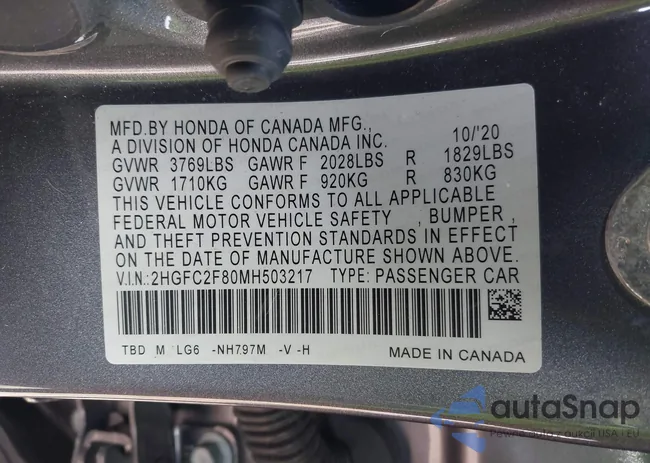 MFD.BY HONDA OF CANADA MFG.,
A DIVISION OF HONDA CANADA INC. 10/'20
GVWR 3769LBS GAWR F 2028LBS R 1829LBS
GVWR 1710KG GAWR F 920KG R 830KG
THIS VEHICLE CONFORMS TO ALL APPLICABLE
FEDERAL MOTOR VEHICLE SAFETY , BUMPER ,
AND THEFT PREVENTION STANDARDS IN EFFECT
ON THE DATE OF MANUFACTURE SHOWN ABOVE.
V.I.N.:2HGFC2F80MH503217 TYPE: PASSENGER CAR
TBD M LG6 -NH797M -V -H MADE IN CANADA
autaSnap